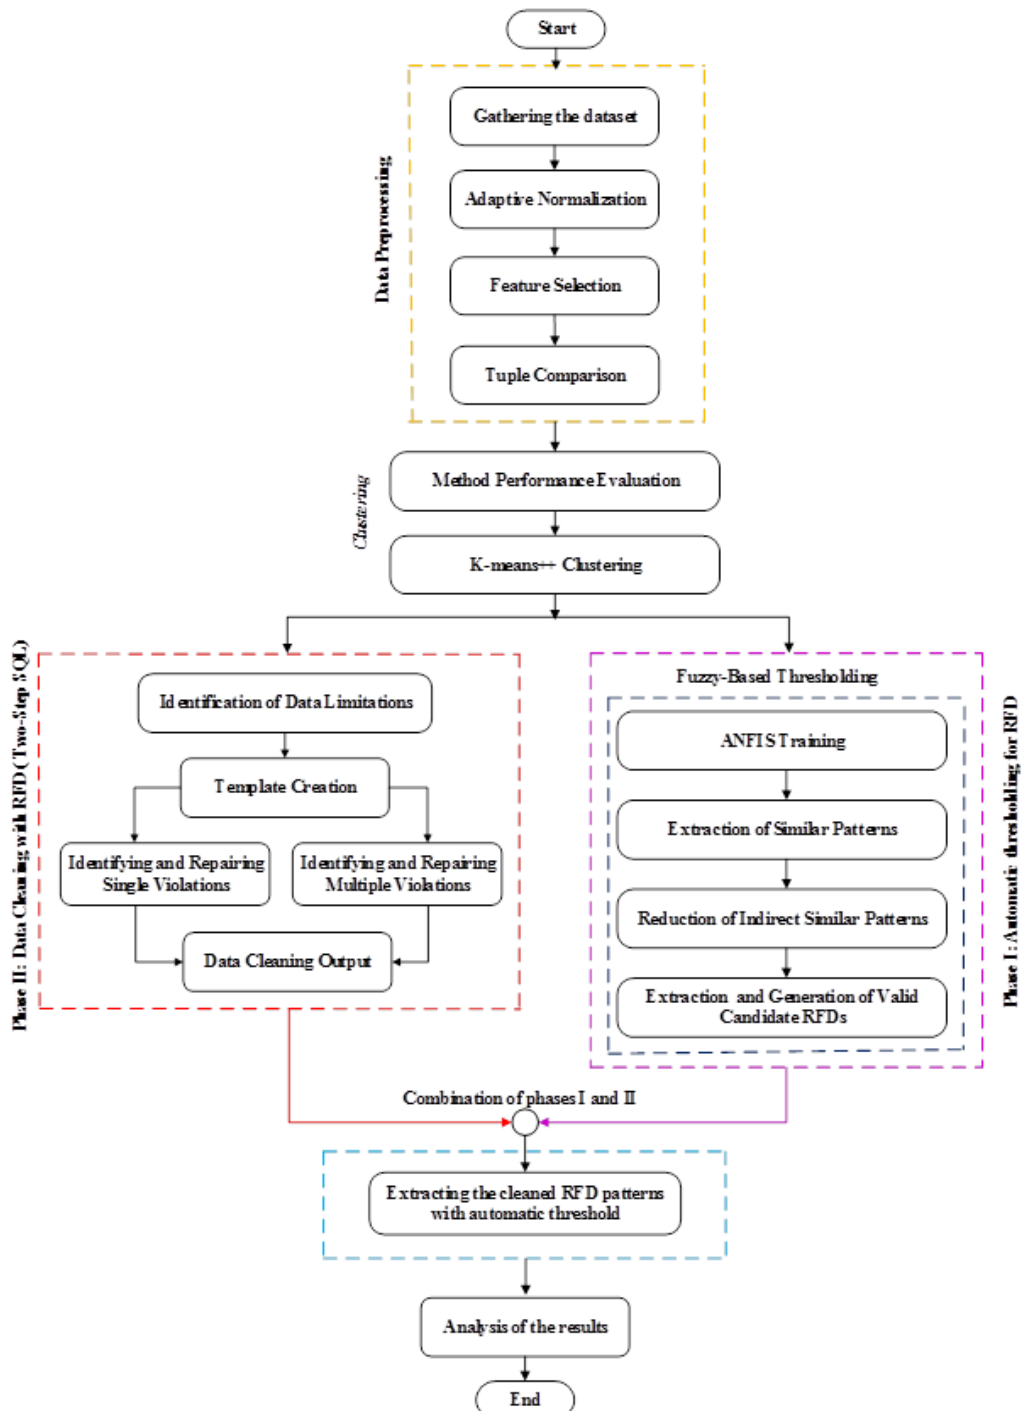 Start
Data Preprocessing
Gathering the dataset
Adaptive Normalization
Feature Selection
Tuple Comparison
Clustering
Method Performance Evaluation
K-means++ Clustering
Phase II: Data Cleaning with RFD (Two-Step SQL)
Identification of Data Limitations
Template Creation
Identifying and Repairing
Single Violations
Identifying and Repairing
Multiple Violations
Data Cleaning Output
Phase I: Automatic thresholding for RFD
Fuzzy-Based Thresholding
ANFIS Training
Extraction of Similar Patterns
Reduction of Indirect Similar Patterns
Extraction and Generation of Valid
Candidate RFDs
Combination of phases I and II
Extracting the cleaned RFD patterns
with automatic threshold
Analysis of the results
End